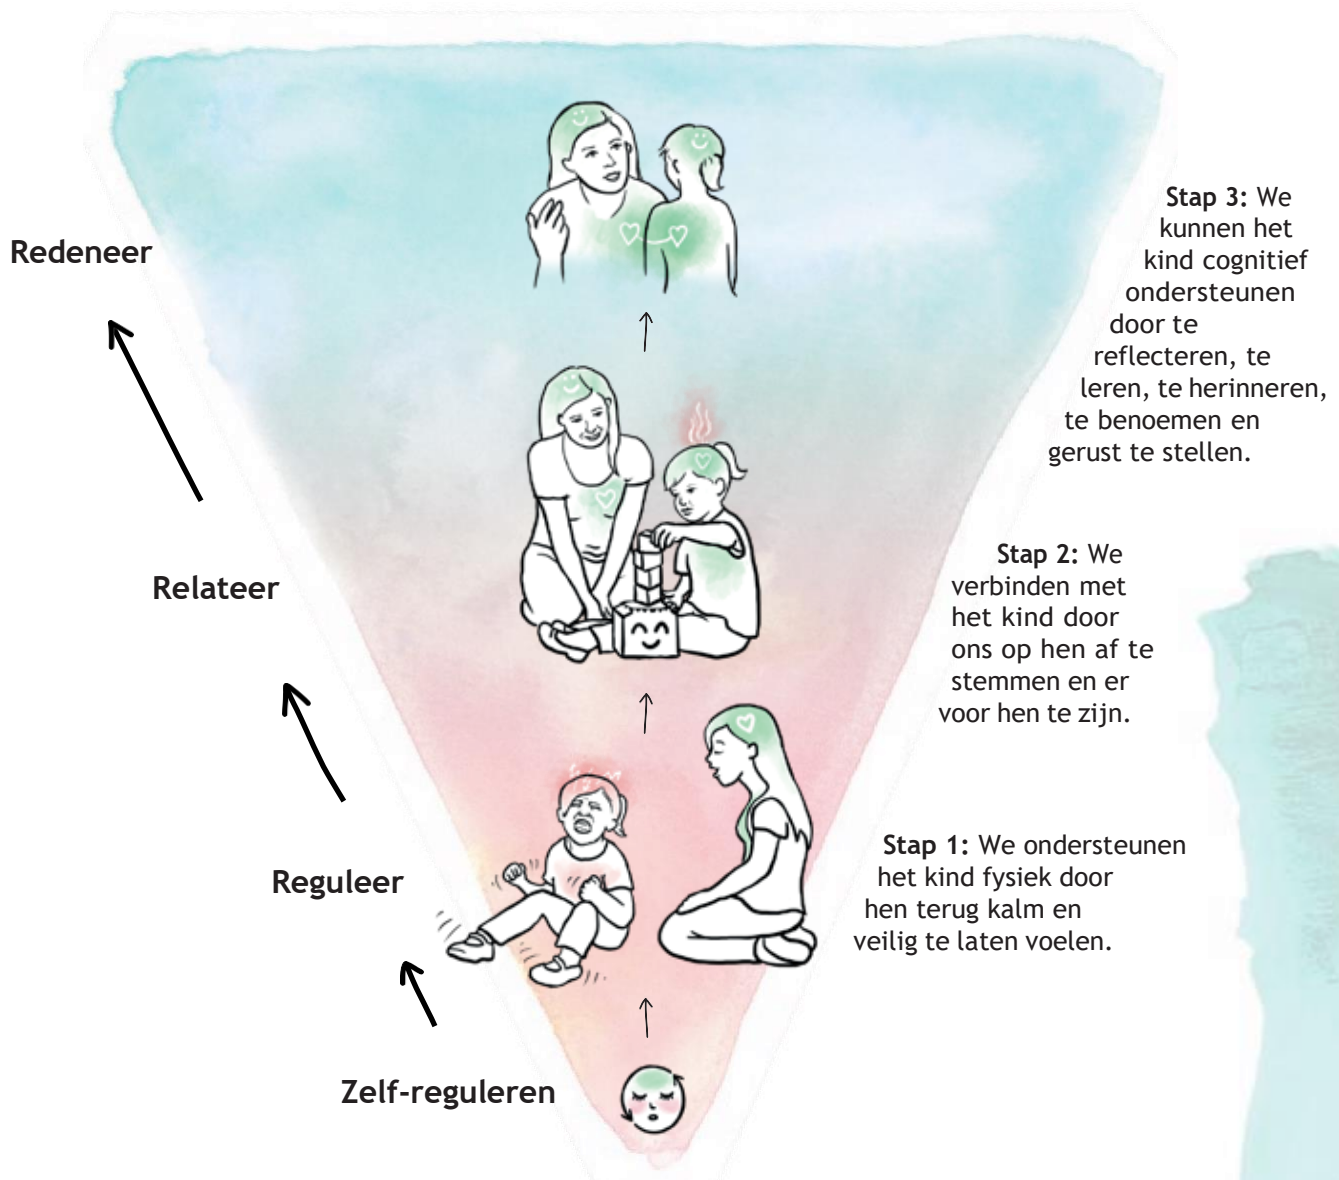 Redeneer
Stap 3: We
kunnen het
kind cognitief
ondersteunen
door te
reflecteren, te
leren, te herinneren,
te benoemen en
gerust te stellen.
Relateer
Stap 2: We
verbinden met
het kind door
ons op hen af te
stemmen en er
voor hen te zijn.
Reguleer
Stap 1: We ondersteunen
het kind fysiek door
hen terug kalm en
veilig te laten voelen.
Zelf-reguleren